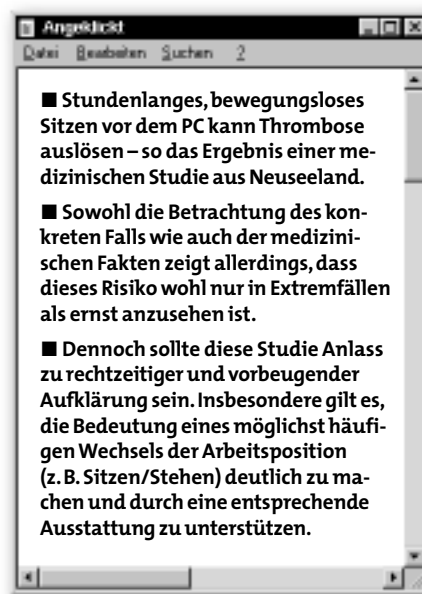 Angeklickt
Datei Bearbeiten Suchen ?
■ Stundenlanges, bewegungsloses
Sitzen vor dem PC kann Thrombose
auslösen – so das Ergebnis einer me-
dizinischen Studie aus Neuseeland.
■ Sowohl die Betrachtung des kon-
kreten Falls wie auch der medizini-
schen Fakten zeigt allerdings, dass
dieses Risiko wohl nur in Extremfällen
als ernst anzusehen ist.
■ Dennoch sollte diese Studie Anlass
zu rechtzeitiger und vorbeugender
Aufklärung sein. Insbesondere gilt es,
die Bedeutung eines möglichst häufi-
gen Wechsels der Arbeitsposition
(z. B. Sitzen/Stehen) deutlich zu ma-
chen und durch eine entsprechende
Ausstattung zu unterstützen.